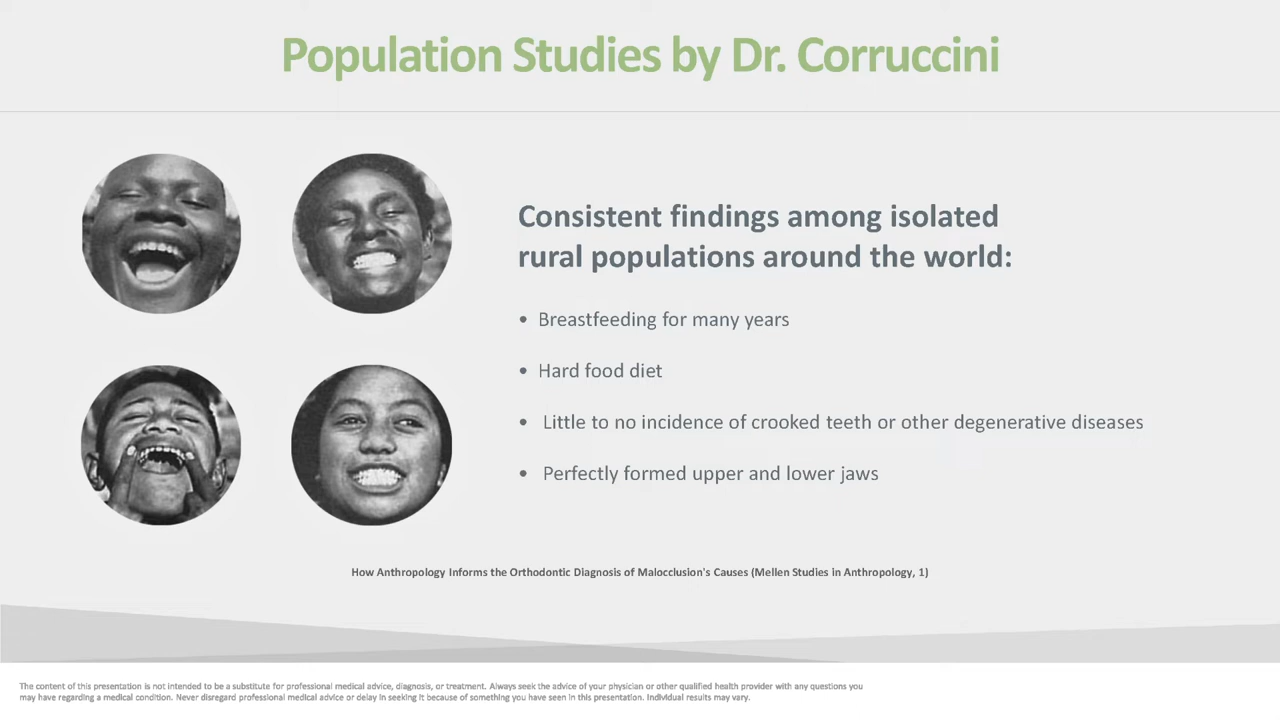 Population Studies by Dr. Corruccini
Consistent findings among isolated
rural populations around the world:
• Breastfeeding for many years
• Hard food diet
• Little to no incidence of crooked teeth or other degenerative diseases
• Perfectly formed upper and lower jaws
How Anthropology Informs the Orthodontic Diagnosis of Malocclusion's Causes (Mellen Studies in Anthropology, 1)
The content of this presentation is not intended to be a substitute for professional medical advice, diagnosis, or treatment. Always seek the advice of your physician or other qualified health provider with any questions you
may have regarding a medical condition. Never disregard professional medical advice or delay in seeking it because of something you have seen in this presentation. Individual results may vary.